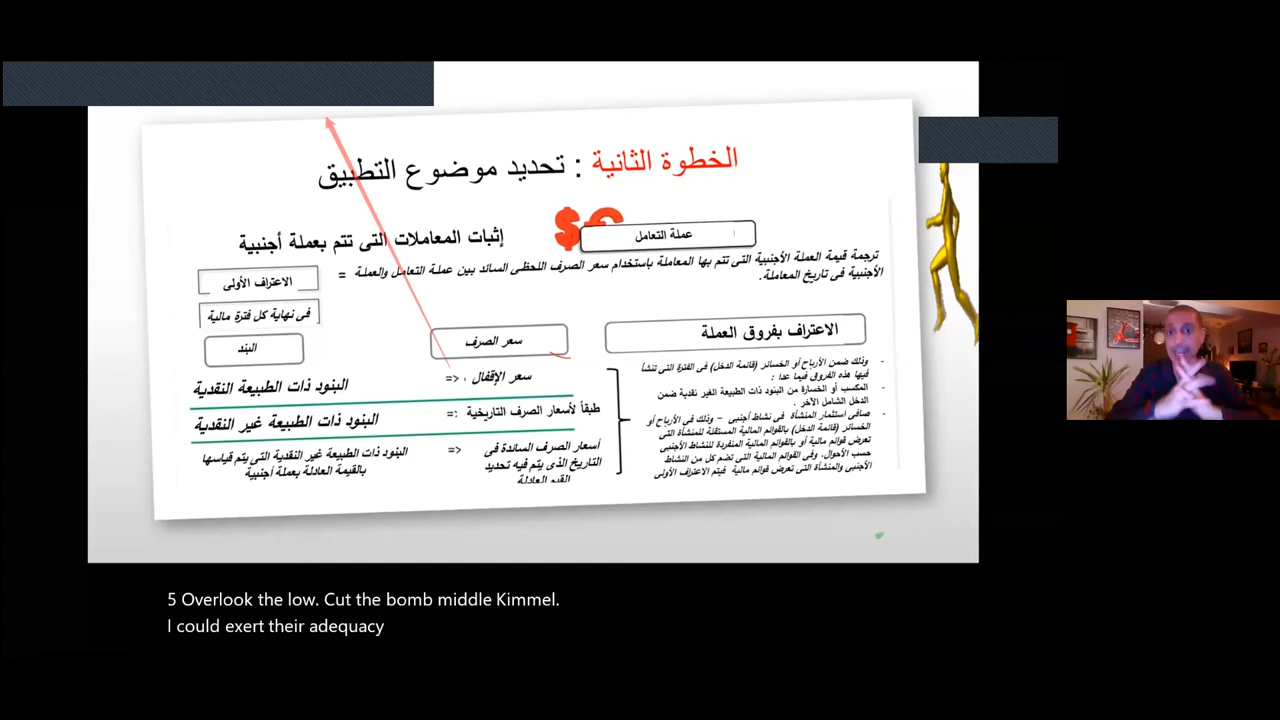 الخطوة الثانية : تحديد موضوع التطبيق
عملة التعامل
إثبات المعاملات التى تتم بعملة أجنبية
ترجمة قيمة العملة الأجنبية التى تتم بها المعاملة باستخدام سعر الصرف اللحظى السائد بين عملة التعامل والعملة
الأجنبية فى تاريخ المعاملة.
=
الاعتراف الأولى
فى نهاية كل فترة مالية
الاعتراف بفروق العملة
سعر الصرف
البند
- وذلك ضمن الأرباح أو الخسائر (قائمة الدخل) فى الفترة التى تنشأ
فيها هذه الفروق فيما عدا :
- المكسب أو الخسارة من البنود ذات الطبيعة الغير نقدية ضمن
الدخل الشامل الآخر .
- صافى استثمار المنشأة فى نشاط أجنبى – وذلك فى الأرباح أو
الخسائر (قائمة الدخل) بالقوائم المالية المستقلة للمنشأة التى
تعرض قوائم مالية أو بالقوائم المالية المنفردة للنشاط الأجنبى
حسب الأحوال. وفى القوائم المالية التى تضم كل من النشاط
الأجنبى والمنشأة التى تعرض قوائم مالية فيتم الاعتراف الأولى
سعر الإقفال <=
البنود ذات الطبيعة النقدية
طبقاً لأسعار الصرف التاريخية
البنود ذات الطبيعة غير النقدية
أسعار الصرف السائدة فى <=
التاريخ الذى يتم فيه تحديد
القيم العادلة
البنود ذات الطبيعة غير النقدية التى يتم قياسها
بالقيمة العادلة بعملة أجنبية
5 Overlook the low. Cut the bomb middle Kimmel.
I could exert their adequacy